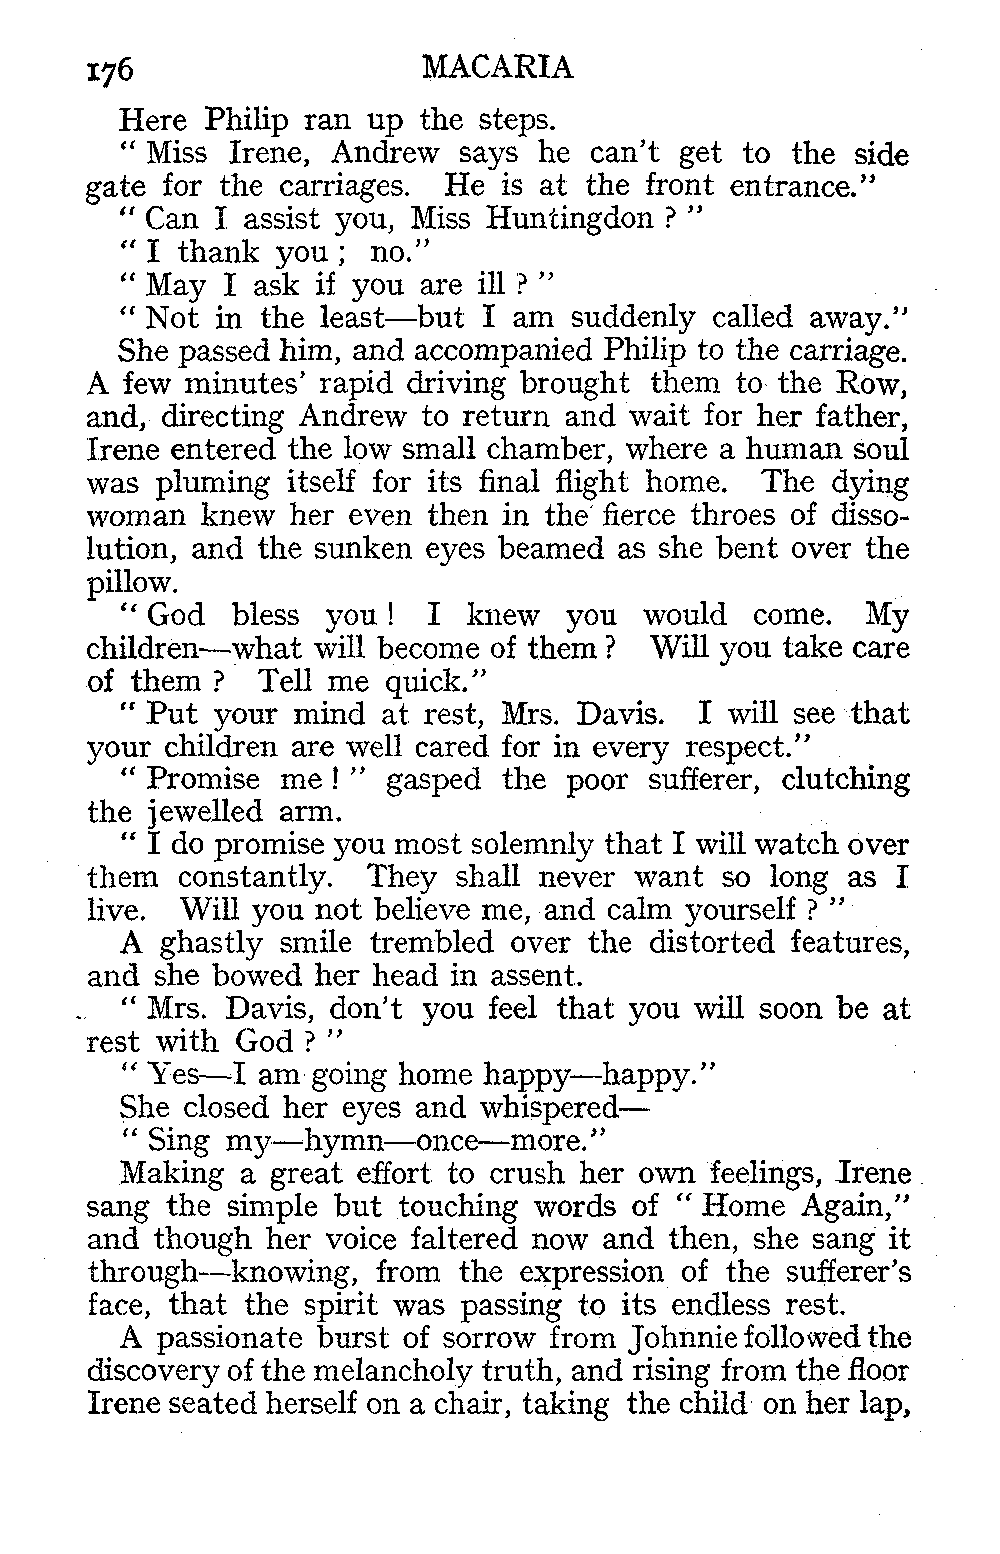 176 MACARIA
Here Philip ran up the steps.
" Miss Irene, Andrew says he can't get to the side
gate for the carriages. He is at the front entrance."
" Can I assist you, Miss Huntingdon ? "
" I thank you ; no."
" May I ask if you are ill ? "
" Not in the least—but I am suddenly called away."
She passed him, and accompanied Philip to the carriage.
A few minutes' rapid driving brought them to the Row,
and, directing Andrew to return and wait for her father,
Irene entered the low small chamber, where a human soul
was pluming itself for its final flight home. The dying
woman knew her even then in the fierce throes of disso-
lution, and the sunken eyes beamed as she bent over the
pillow.
" God bless you ! I knew you would come. My
children—what will become of them ? Will you take care
of them ? Tell me quick."
" Put your mind at rest, Mrs. Davis. I will see that
your children are well cared for in every respect."
" Promise me ! " gasped the poor sufferer, clutching
the jewelled arm.
" I do promise you most solemnly that I will watch over
them constantly. They shall never want so long as I
live. Will you not believe me, and calm yourself ? "
A ghastly smile trembled over the distorted features,
and she bowed her head in assent.
" Mrs. Davis, don't you feel that you will soon be at
rest with God ? "
" Yes—I am going home happy—happy."
She closed her eyes and whispered—
" Sing my—hymn—once—more."
Making a great effort to crush her own feelings, Irene
sang the simple but touching words of " Home Again,"
and though her voice faltered now and then, she sang it
through—knowing, from the expression of the sufferer's
face, that the spirit was passing to its endless rest.
A passionate burst of sorrow from Johnnie followed the
discovery of the melancholy truth, and rising from the floor
Irene seated herself on a chair, taking the child on her lap,